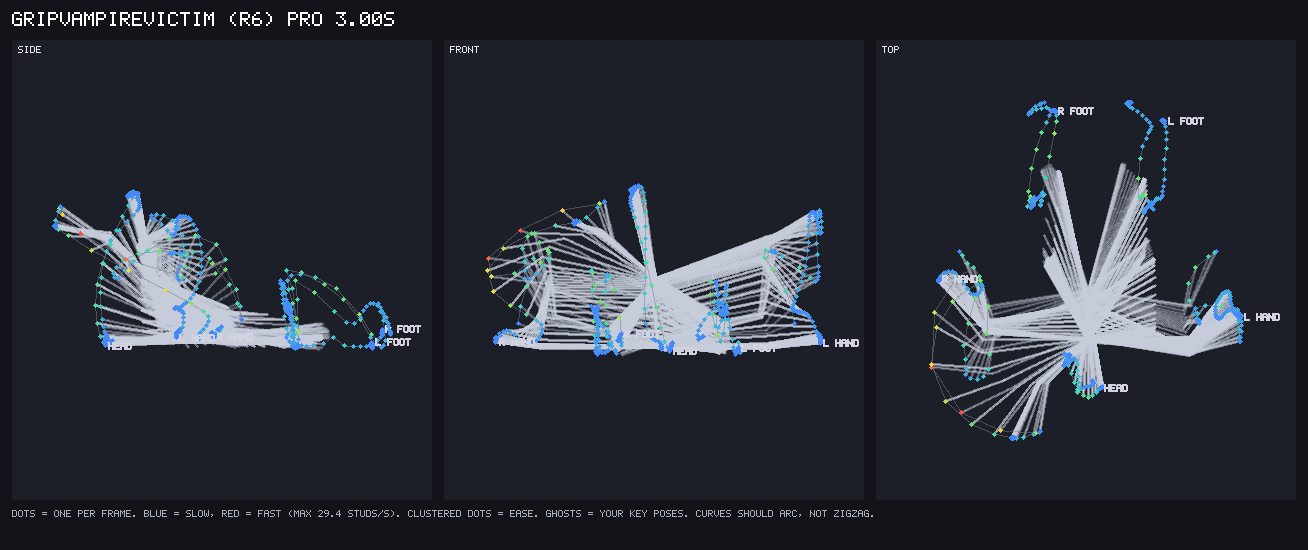 GRIPVAMPIREVICTIM (R6) PRO 3.00S
SIDE
FRONT
TOP
R FOOT
L FOOT
R FOOT
L FOOT
HEAD
HEAD
L FOOT
L HAND
R HAND
L HAND
HEAD
DOTS = ONE PER FRAME. BLUE = SLOW, RED = FAST (MAX 29.4 STUDS/S). CLUSTERED DOTS = EASE. GHOSTS = YOUR KEY POSES. CURVES SHOULD ARC, NOT ZIGZAG.